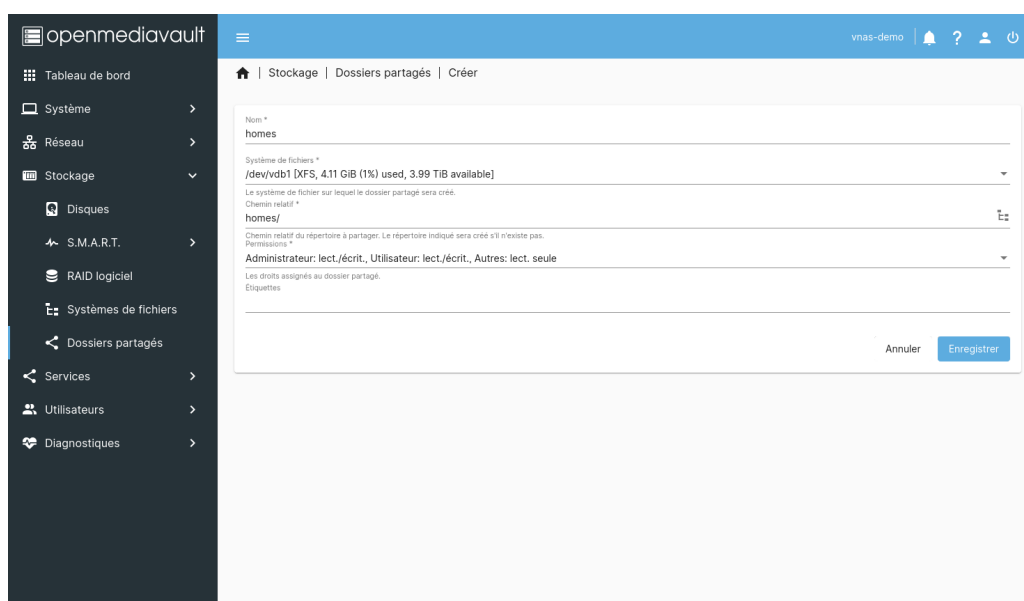 openmediavault
vnas-demo
?
Tableau de bord
Système
Réseau
Stockage
Disques
S.M.A.R.T.
RAID logiciel
Systèmes de fichiers
Dossiers partagés
Services
Utilisateurs
Diagnostiques
| Stockage | Dossiers partagés | Créer
Nom *
homes
Système de fichiers *
/dev/vdb1 [XFS, 4.11 GiB (1%) used, 3.99 TiB available]
Le système de fichier sur lequel le dossier partagé sera créé.
Chemin relatif *
homes/
Chemin relatif du répertoire à partager. Le répertoire indiqué sera créé s'il n'existe pas.
Permissions *
Administrateur: lect./écrit., Utilisateur: lect./écrit., Autres: lect. seule
Les droits assignés au dossier partagé.
Étiquettes
Annuler
Enregistrer